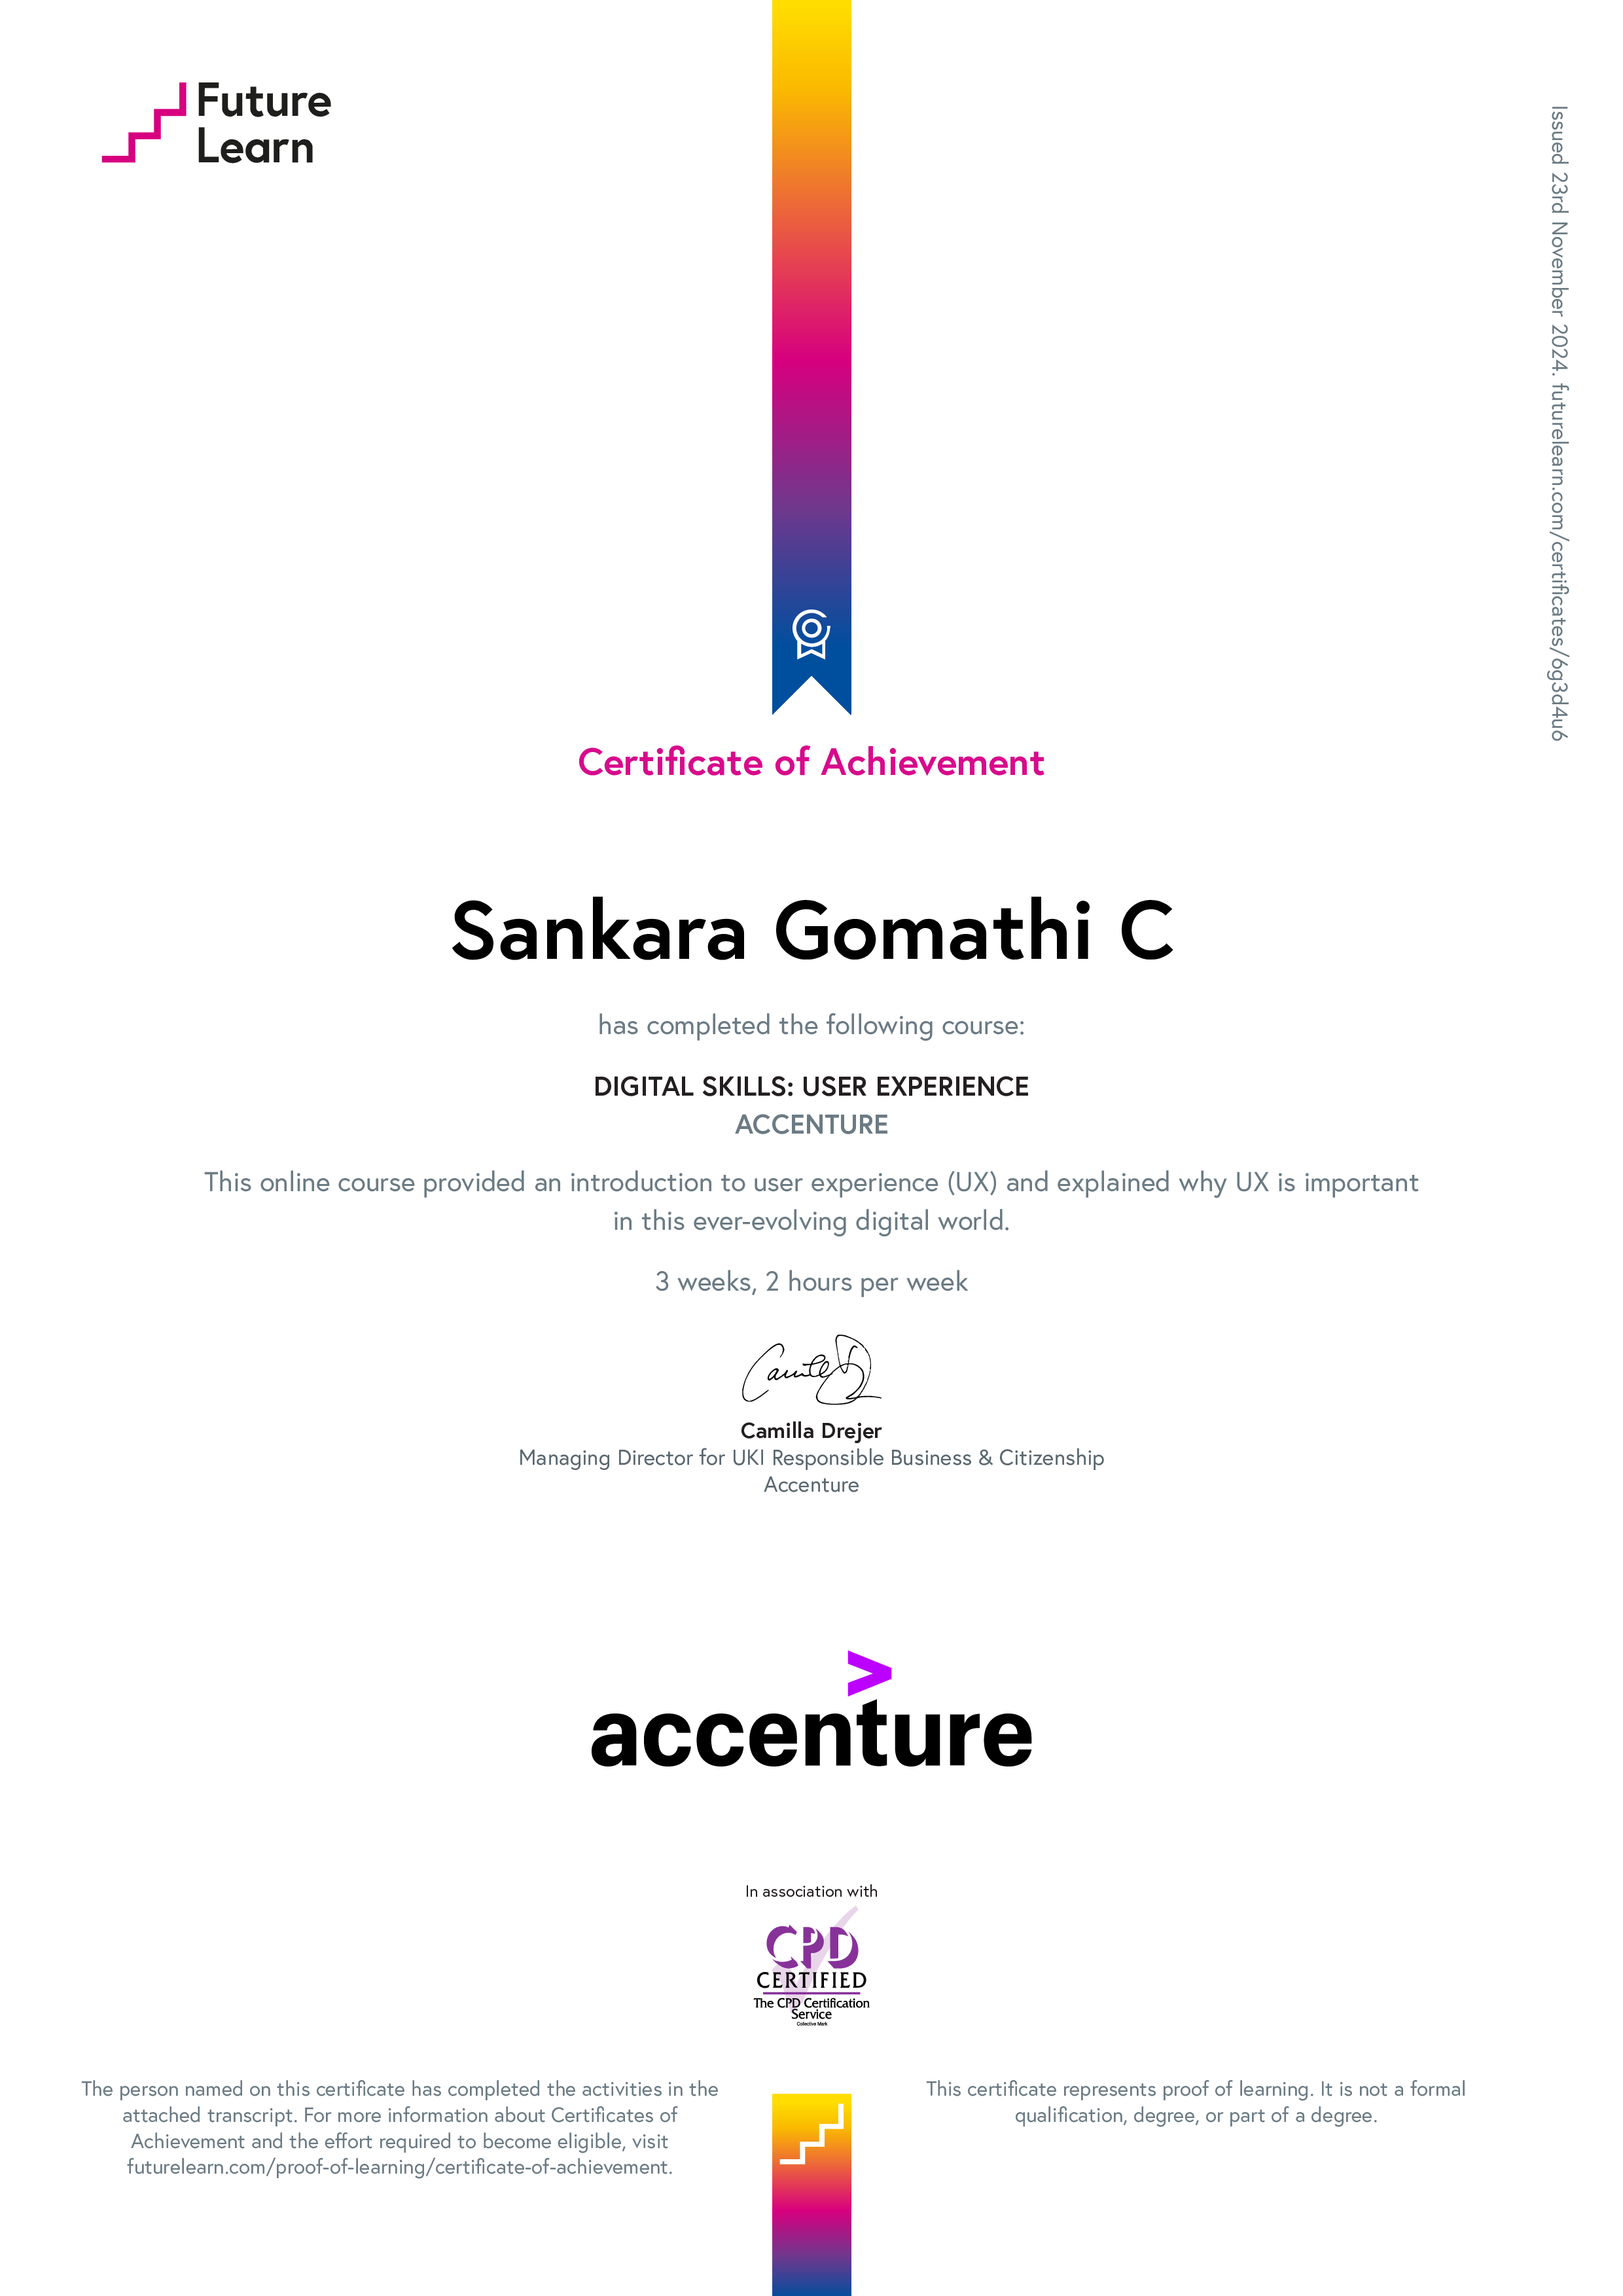 Future
Learn
Issued 23rd November 2024. futurelearn.com/certificates/6g3d4u6
Certificate of Achievement
Sankara Gomathi C
has completed the following course:
DIGITAL SKILLS: USER EXPERIENCE
ACCENTURE
This online course provided an introduction to user experience (UX) and explained why UX is important
in this ever-evolving digital world.
3 weeks, 2 hours per week
Camilla Drejer
Managing Director for UKI Responsible Business & Citizenship
Accenture
accenture
In association with
CPD
CERTIFIED
The CPD Certification
Service
Collective Mark
The person named on this certificate has completed the activities in the
attached transcript. For more information about Certificates of
Achievement and the effort required to become eligible, visit
futurelearn.com/proof-of-learning/certificate-of-achievement.
This certificate represents proof of learning. It is not a formal
qualification, degree, or part of a degree.